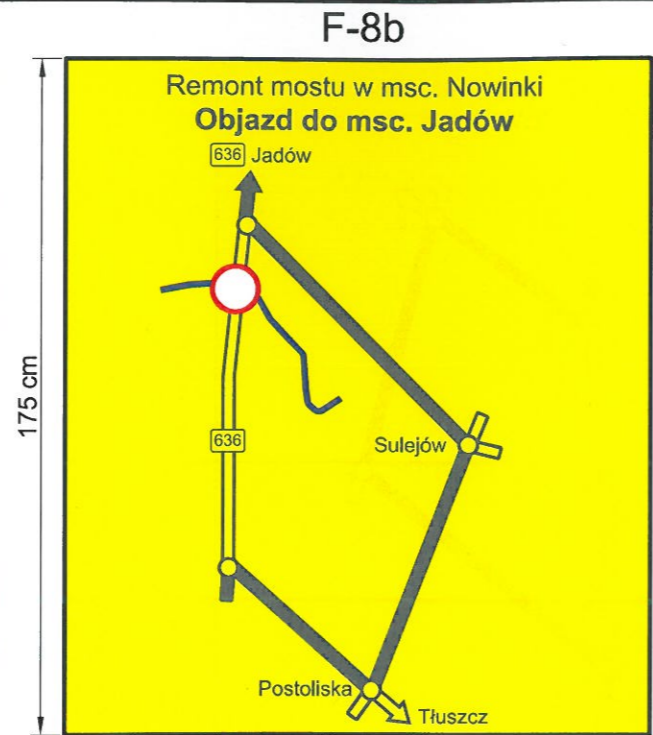 F-8b
Remont mostu w msc. Nowinki
Objazd do msc. Jadów
636 Jadów
175 cm
636
Sulejów
Postoliska
Tłuszcz